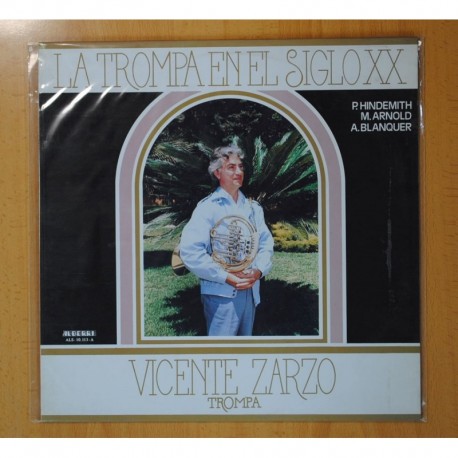 LA TROMPA EN EL SIGLO XX
P. HINDEMITH
M. ARNOLD
A. BLANQUER
VICENTE ZARZO
TROMPA